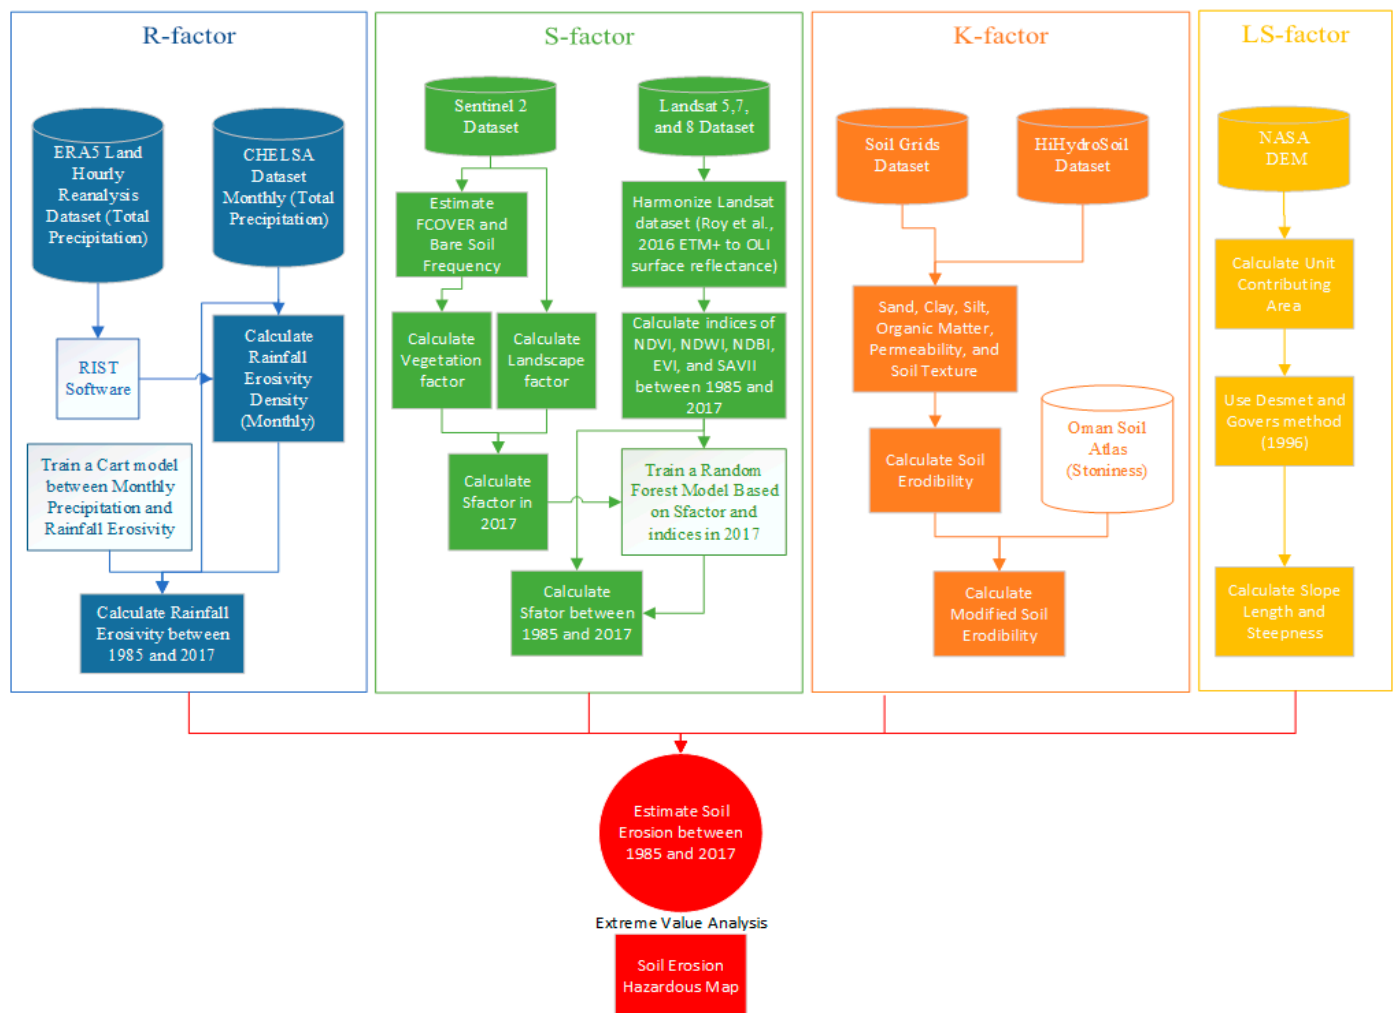 R-factor
ERA5 Land
Hourly
Reanalysis
Dataset (Total
Precipitation)
CHELSA
Dataset
Monthly (Total
Precipitation)
RIST
Software
Calculate
Rainfall
Erosivity
Density
(Monthly)
Train a Cart model
between Monthly
Precipitation and
Rainfall Erosivity
Calculate Rainfall
Erosivity between
1985 and 2017
S-factor
Sentinel 2
Dataset
Landsat 5,7,
and 8 Dataset
Estimate
FCOVER and
Bare Soil
Frequency
Harmonize Landsat
dataset (Roy et al.,
2016 ETM+ to OLI
surface reflectance)
Calculate
Vegetation
factor
Calculate
Landscape
factor
Calculate indices of
NDVI, NDWI, NDBI,
EVI, and SAVII
between 1985 and
2017
Calculate
Sfactor in
2017
Train a Random
Forest Model Based
on Sfactor and
indices in 2017
Calculate
Sfator between
1985 and 2017
K-factor
Soil Grids
Dataset
HiHydroSoil
Dataset
Sand, Clay, Silt,
Organic Matter,
Permeability, and
Soil Texture
Oman Soil
Atlas
(Stoniness)
Calculate Soil
Erodibility
Calculate
Modified Soil
Erodibility
LS-factor
NASA
DEM
Calculate Unit
Contributing
Area
Use Desmet and
Govers method
(1996)
Calculate Slope
Length and
Steepness
Estimate Soil
Erosion between
1985 and 2017
Extreme Value Analysis
Soil Erosion
Hazardous Map